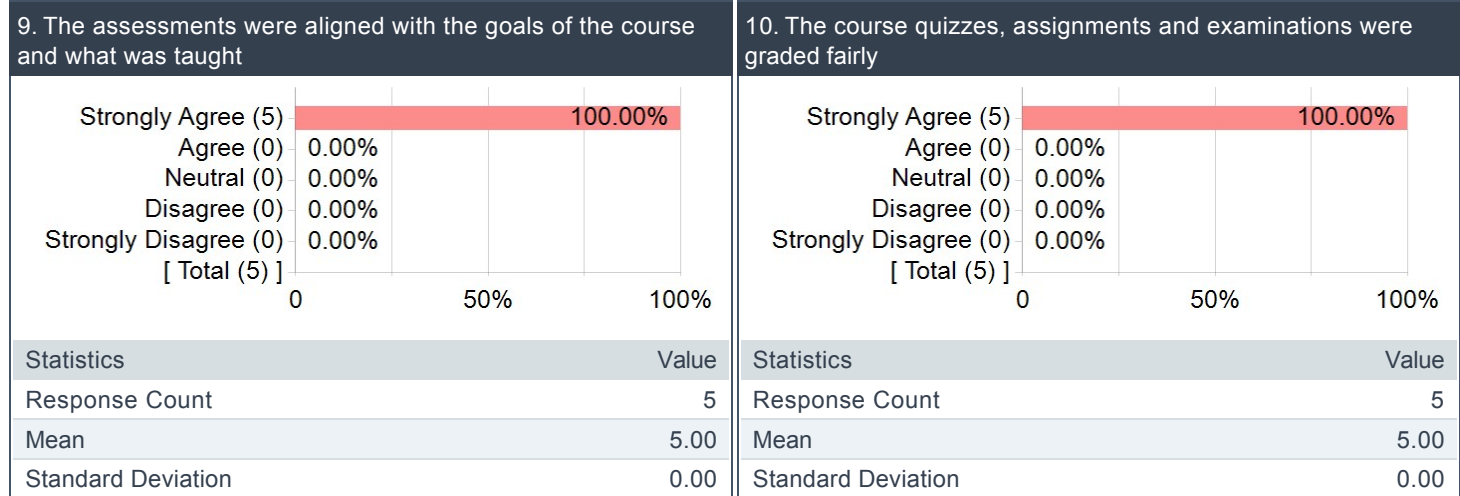 9. The assessments were aligned with the goals of the course
and what was taught
Strongly Agree (5) 100.00%
Agree (0) 0.00%
Neutral (0) 0.00%
Disagree (0) 0.00%
Strongly Disagree (0) 0.00%
[ Total (5) ]
0 50% 100%
Statistics Value
Response Count 5
Mean 5.00
Standard Deviation 0.00
10. The course quizzes, assignments and examinations were
graded fairly
Strongly Agree (5) 100.00%
Agree (0) 0.00%
Neutral (0) 0.00%
Disagree (0) 0.00%
Strongly Disagree (0) 0.00%
[ Total (5) ]
0 50% 100%
Statistics Value
Response Count 5
Mean 5.00
Standard Deviation 0.00